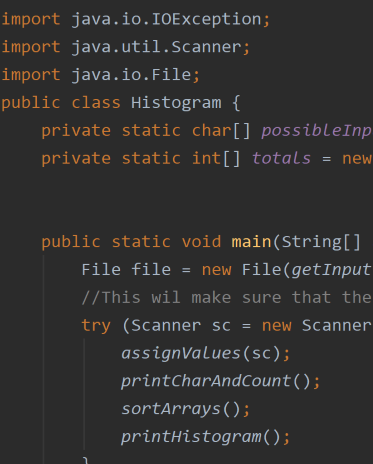 import java.io.IOException;
import java.util.Scanner;
import java.io.File;
public class Histogram {
private static char[] possibleInp
private static int[] totals = new
public static void main(String[]
File file = new File(getInput
//This wil make sure that the
try (Scanner sc = new Scanner
assignValues(sc);
printCharAndCount();
sortArrays();
printHistogram();
}